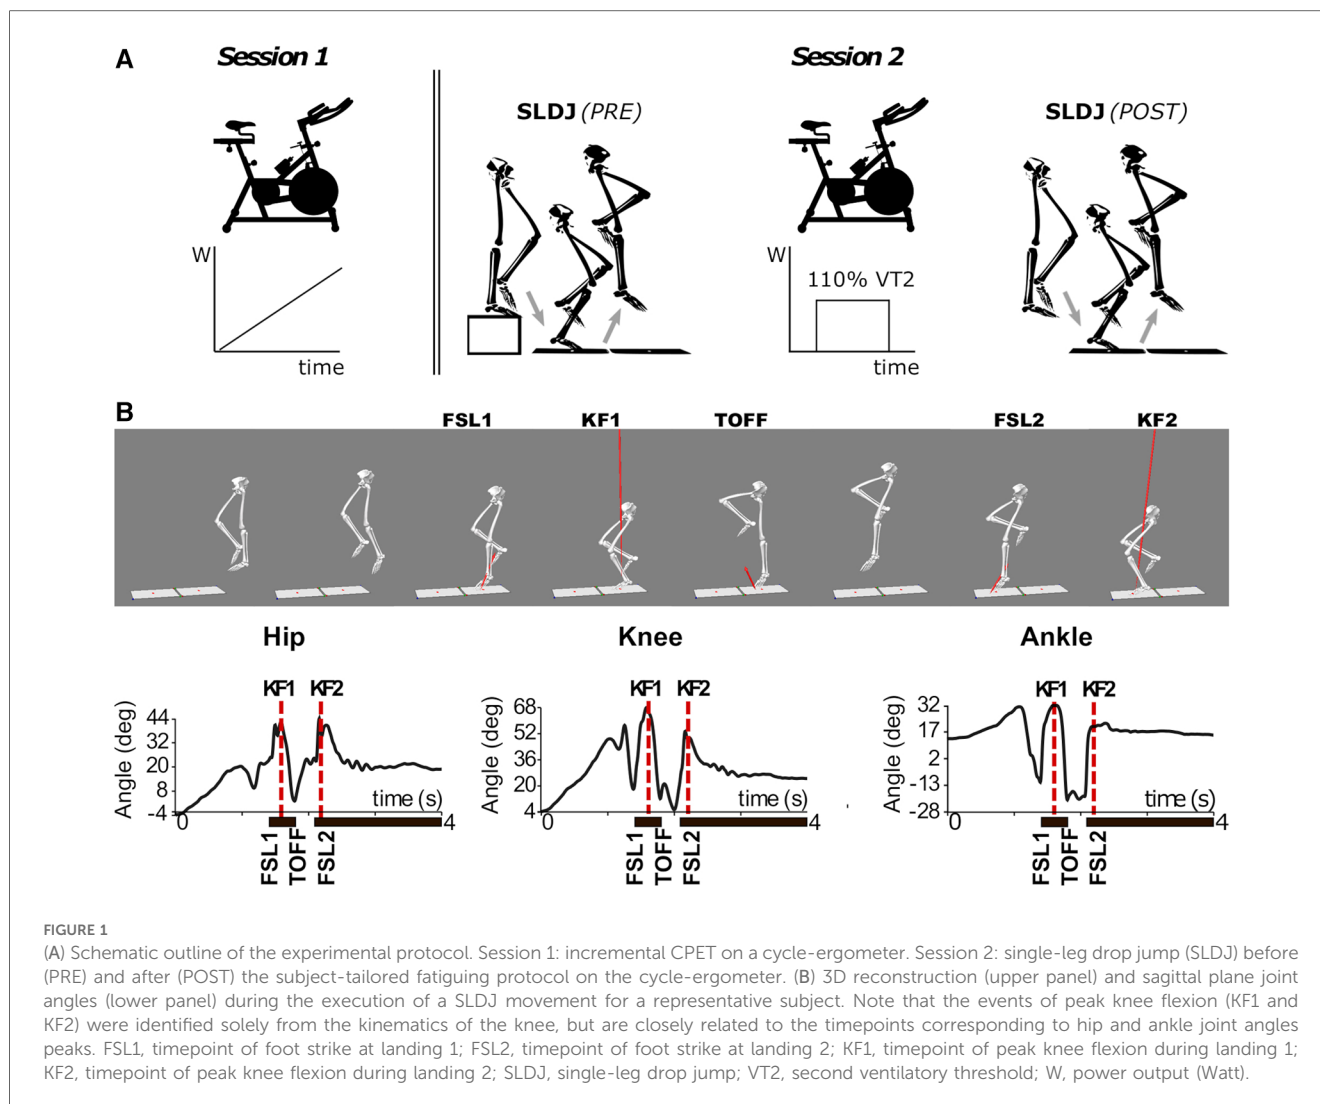 A
Session 1
Session 2
SLDJ (PRE)
SLDJ (POST)
W
time
W
110% VT2
time
B
FSL1 KF1 TOFF FSL2 KF2
Hip
Angle (deg)
44
32
20
8
-4
KF1 KF2
time (s)
0 4
FSL1
TOFF
FSL2
Knee
Angle (deg)
68
52
36
20
4
KF1 KF2
time (s)
0 4
FSL1
TOFF
FSL2
Ankle
Angle (deg)
32
17
2
-13
-28
KF1 KF2
time (s)
0 4
FSL1
TOFF
FSL2
FIGURE 1
(A) Schematic outline of the experimental protocol. Session 1: incremental CPET on a cycle-ergometer. Session 2: single-leg drop jump (SLDJ) before
(PRE) and after (POST) the subject-tailored fatiguing protocol on the cycle-ergometer. (B) 3D reconstruction (upper panel) and sagittal plane joint
angles (lower panel) during the execution of a SLDJ movement for a representative subject. Note that the events of peak knee flexion (KF1 and
KF2) were identified solely from the kinematics of the knee, but are closely related to the timepoints corresponding to hip and ankle joint angles
peaks. FSL1, timepoint of foot strike at landing 1; FSL2, timepoint of foot strike at landing 2; KF1, timepoint of peak knee flexion during landing 1;
KF2, timepoint of peak knee flexion during landing 2; SLDJ, single-leg drop jump; VT2, second ventilatory threshold; W, power output (Watt).